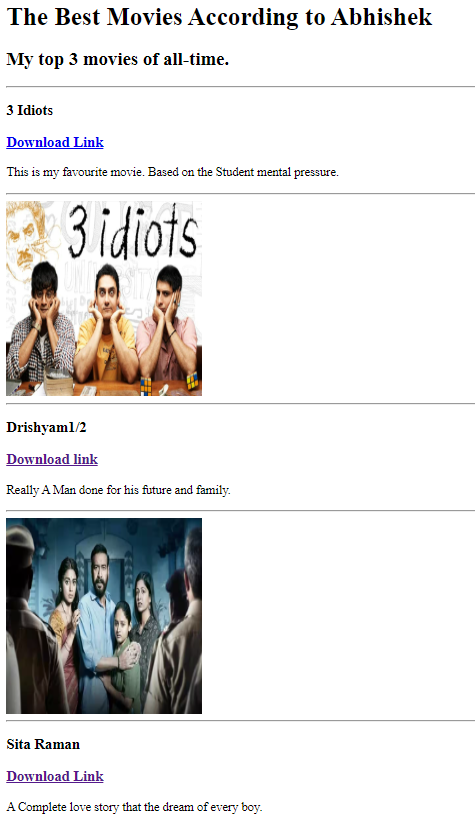 The Best Movies According to Abhishek
My top 3 movies of all-time.
3 Idiots
Download Link
This is my favourite movie. Based on the Student mental pressure.
3 idiots
Drishyam1/2
Download link
Really A Man done for his future and family.
Sita Raman
Download Link
A Complete love story that the dream of every boy.